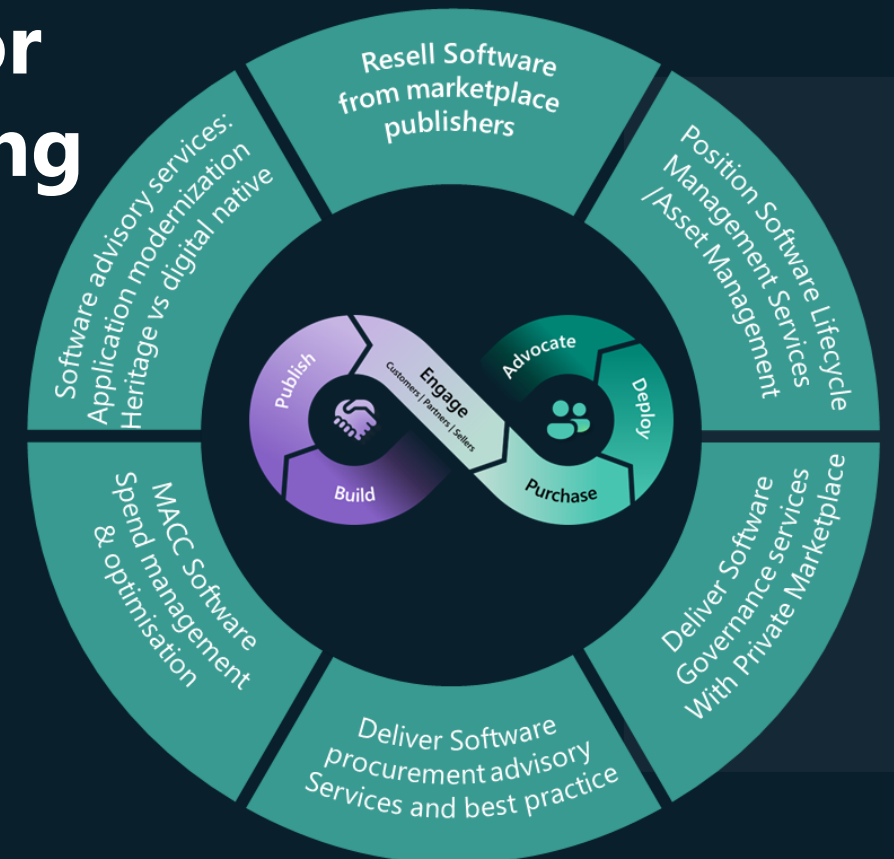 or
ng
Resell Software
from marketplace
publishers
Position Software Lifecycle
Management Services
/Asset Management
Deliver Software
Governance services
With Private Marketplace
Deliver Software
procurement advisory
Services and best practice
MACC Software
Spend management
& optimisation
Software advisory services:
Application modernization
Heritage vs digital native
Publish
Build
Engage
Customers | Partners | Sellers
Purchase
Deploy
Advocate